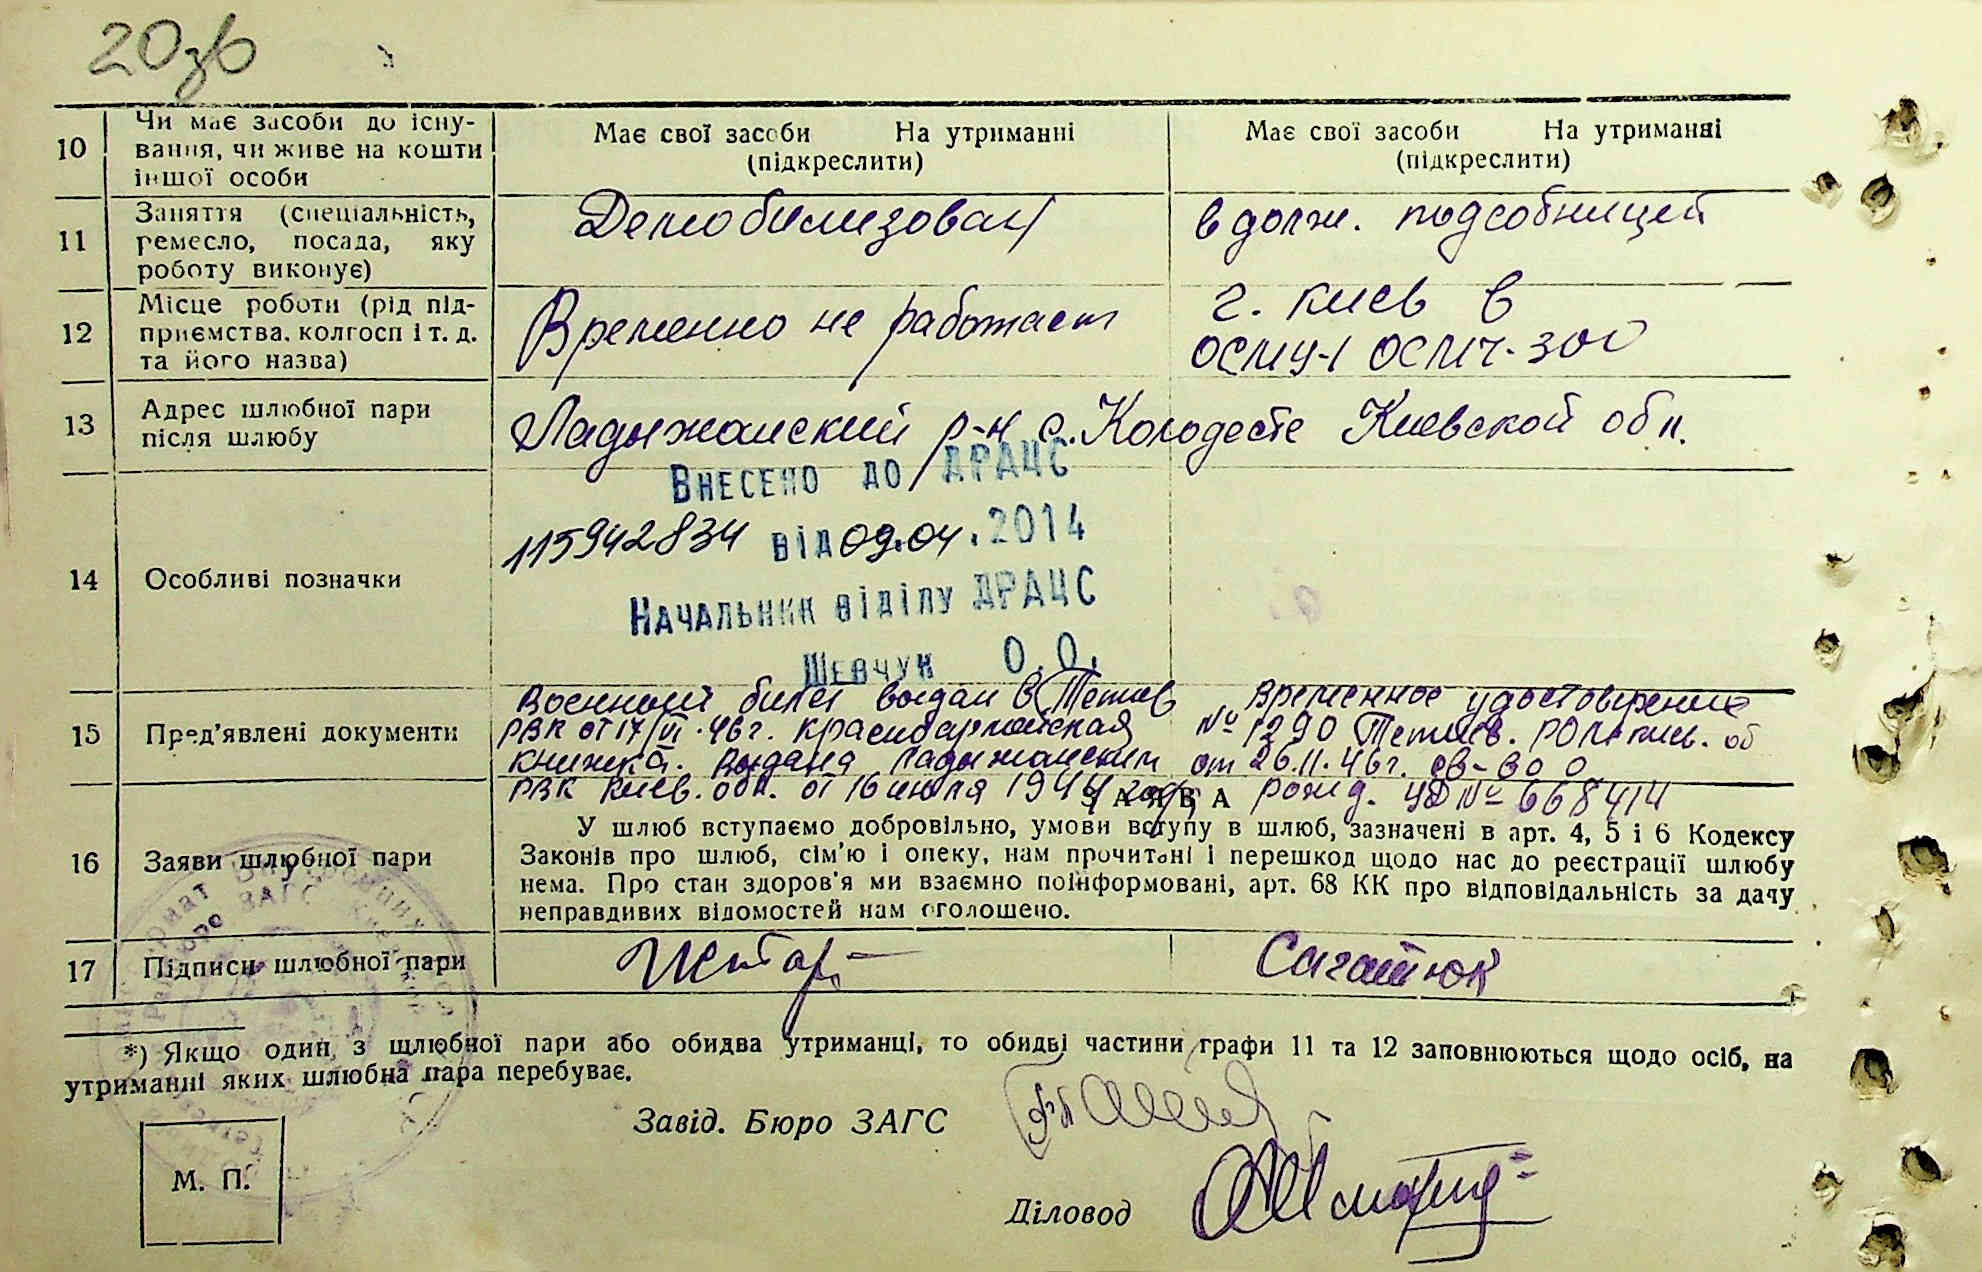 20зв
10
Чи має засоби до існу-
вання, чи живе на кошти
іншої особи
Має свої засоби На утриманні
(підкреслити)
Має свої засоби На утриманні
(підкреслити)
11
Заняття (спеціальність,
ремесло, посада, яку
роботу виконує)
Демобилизован
в долж. подсобницей
12
Місце роботи (рід під-
приємства, колгосп і т. д.
та його назва)
Временно не работает
г. Киев в
ОСМУ-1 ОСМЧ-300
13
Адрес шлюбної пари
після шлюбу
Ладыжанский р-н с. Колодесте Киевской обл.
14
Особливі позначки
Внесено до ДРАЦС
115942834 від 09.04.2014
Начальник відділу ДРАЦС
Шевчук О.О.
15
Пред’явлені документи
Военный билет выдан в Тетиев
РВК от 17/VI-46г. Красноармейская
книжка. Выдана Ладыжанским
РВК Киев. обл. от 16 июля 1944 года
Временное удостоверение
№ 1290 Тетиев. РОМ киев. об
от 26.11.46г. св-во о
рожд. № 668414
16
Заяви шлюбної пари
ЗАЯВА
У шлюб вступаємо добровільно, умови вступу в шлюб, зазначені в арт. 4, 5 і 6 Кодексу
Законів про шлюб, сім’ю і опеку, нам прочитані і перешкод щодо нас до реєстрації шлюбу
нема. Про стан здоров’я ми взаємно поінформовані, арт. 68 КК про відповідальність за дачу
неправдивих відомостей нам оголошено.
17
Підписи шлюбної пари
Сагатюк
*) Якщо один з шлюбної пари або обидва утриманці, то обидві частини графи 11 та 12 заповнюються щодо осіб, на
утриманні яких шлюбна пара перебуває.
Завід. Бюро ЗАГС
М. П.
Діловод